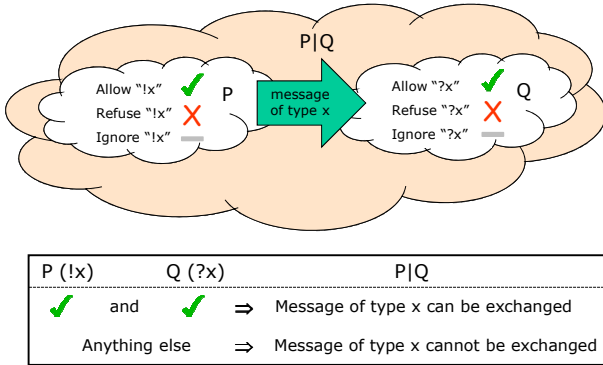 P|Q
Allow “!x”
Refuse “!x”
Ignore “!x”
P
message
of type x
Allow “?x”
Refuse “?x”
Ignore “?x”
Q
P (!x) Q (?x) P|Q
and ⇒ Message of type x can be exchanged
Anything else ⇒ Message of type x cannot be exchanged